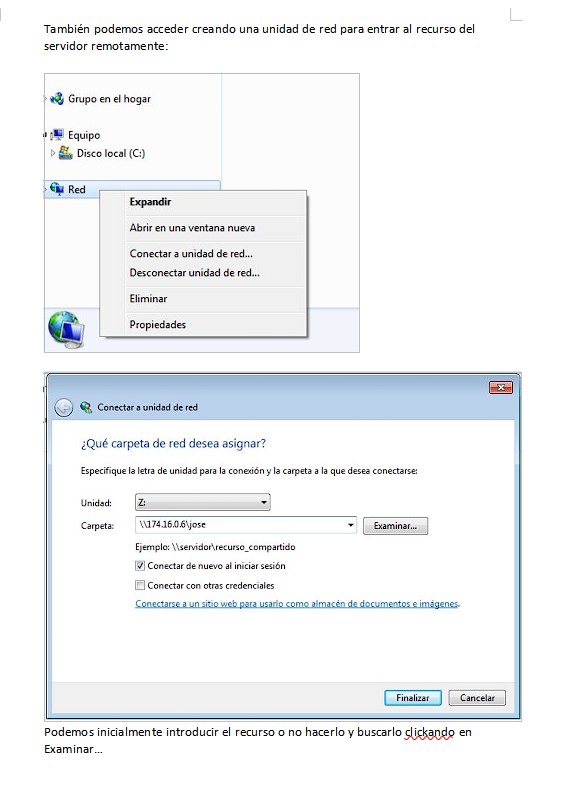 También podemos acceder creando una unidad de red para entrar al recurso del
servidor remotamente:
Grupo en el hogar
Equipo
Disco local (C:)
Red
Expandir
Abrir en una ventana nueva
Conectar a unidad de red...
Desconectar unidad de red...
Eliminar
Propiedades
Conectar a unidad de red
¿Qué carpeta de red desea asignar?
Especifique la letra de unidad para la conexión y la carpeta a la que desea conectarse:
Unidad: Z:
Carpeta: \\174.16.0.6\jose Examinar...
Ejemplo: \\servidor\recurso_compartido
Conectar de nuevo al iniciar sesión
Conectar con otras credenciales
Conectarse a un sitio web para usarlo como almacén de documentos e imágenes.
Finalizar Cancelar
Podemos inicialmente introducir el recurso o no hacerlo y buscarlo clickando en
Examinar...